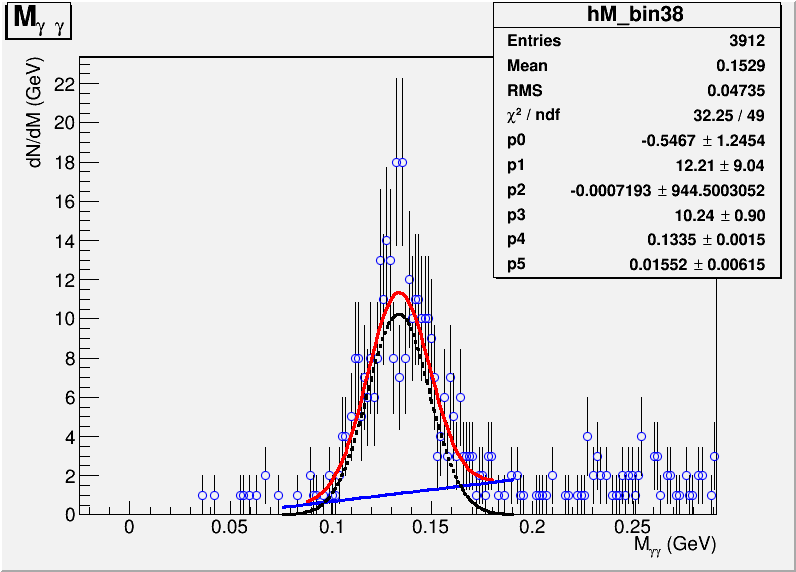 Mγ γ
hM_bin38
Entries 3912
Mean 0.1529
RMS 0.04735
χ² / ndf 32.25 / 49
p0 -0.5467 ± 1.2454
p1 12.21 ± 9.04
p2 -0.0007193 ± 944.5003052
p3 10.24 ± 0.90
p4 0.1335 ± 0.0015
p5 0.01552 ± 0.00615
dN/dM (GeV)
22
20
18
16
14
12
10
8
6
4
2
0
0 0.05 0.1 0.15 0.2 0.25
Mγγ (GeV)